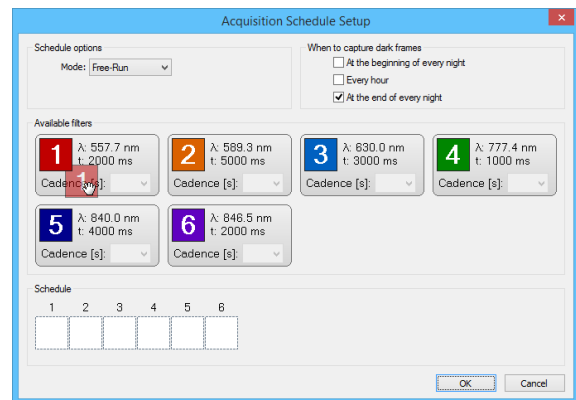 Acquisition Schedule Setup
Schedule options
Mode: Free-Run
When to capture dark frames
At the beginning of every night
Every hour
At the end of every night
Available filters
1 λ: 557.7 nm
t: 2000 ms
Cadence [s]:
1
2 λ: 589.3 nm
t: 5000 ms
Cadence [s]:
3 λ: 630.0 nm
t: 3000 ms
Cadence [s]:
4 λ: 777.4 nm
t: 1000 ms
Cadence [s]:
5 λ: 840.0 nm
t: 4000 ms
Cadence [s]:
6 λ: 846.5 nm
t: 2000 ms
Cadence [s]:
Schedule
1 2 3 4 5 6
OK Cancel